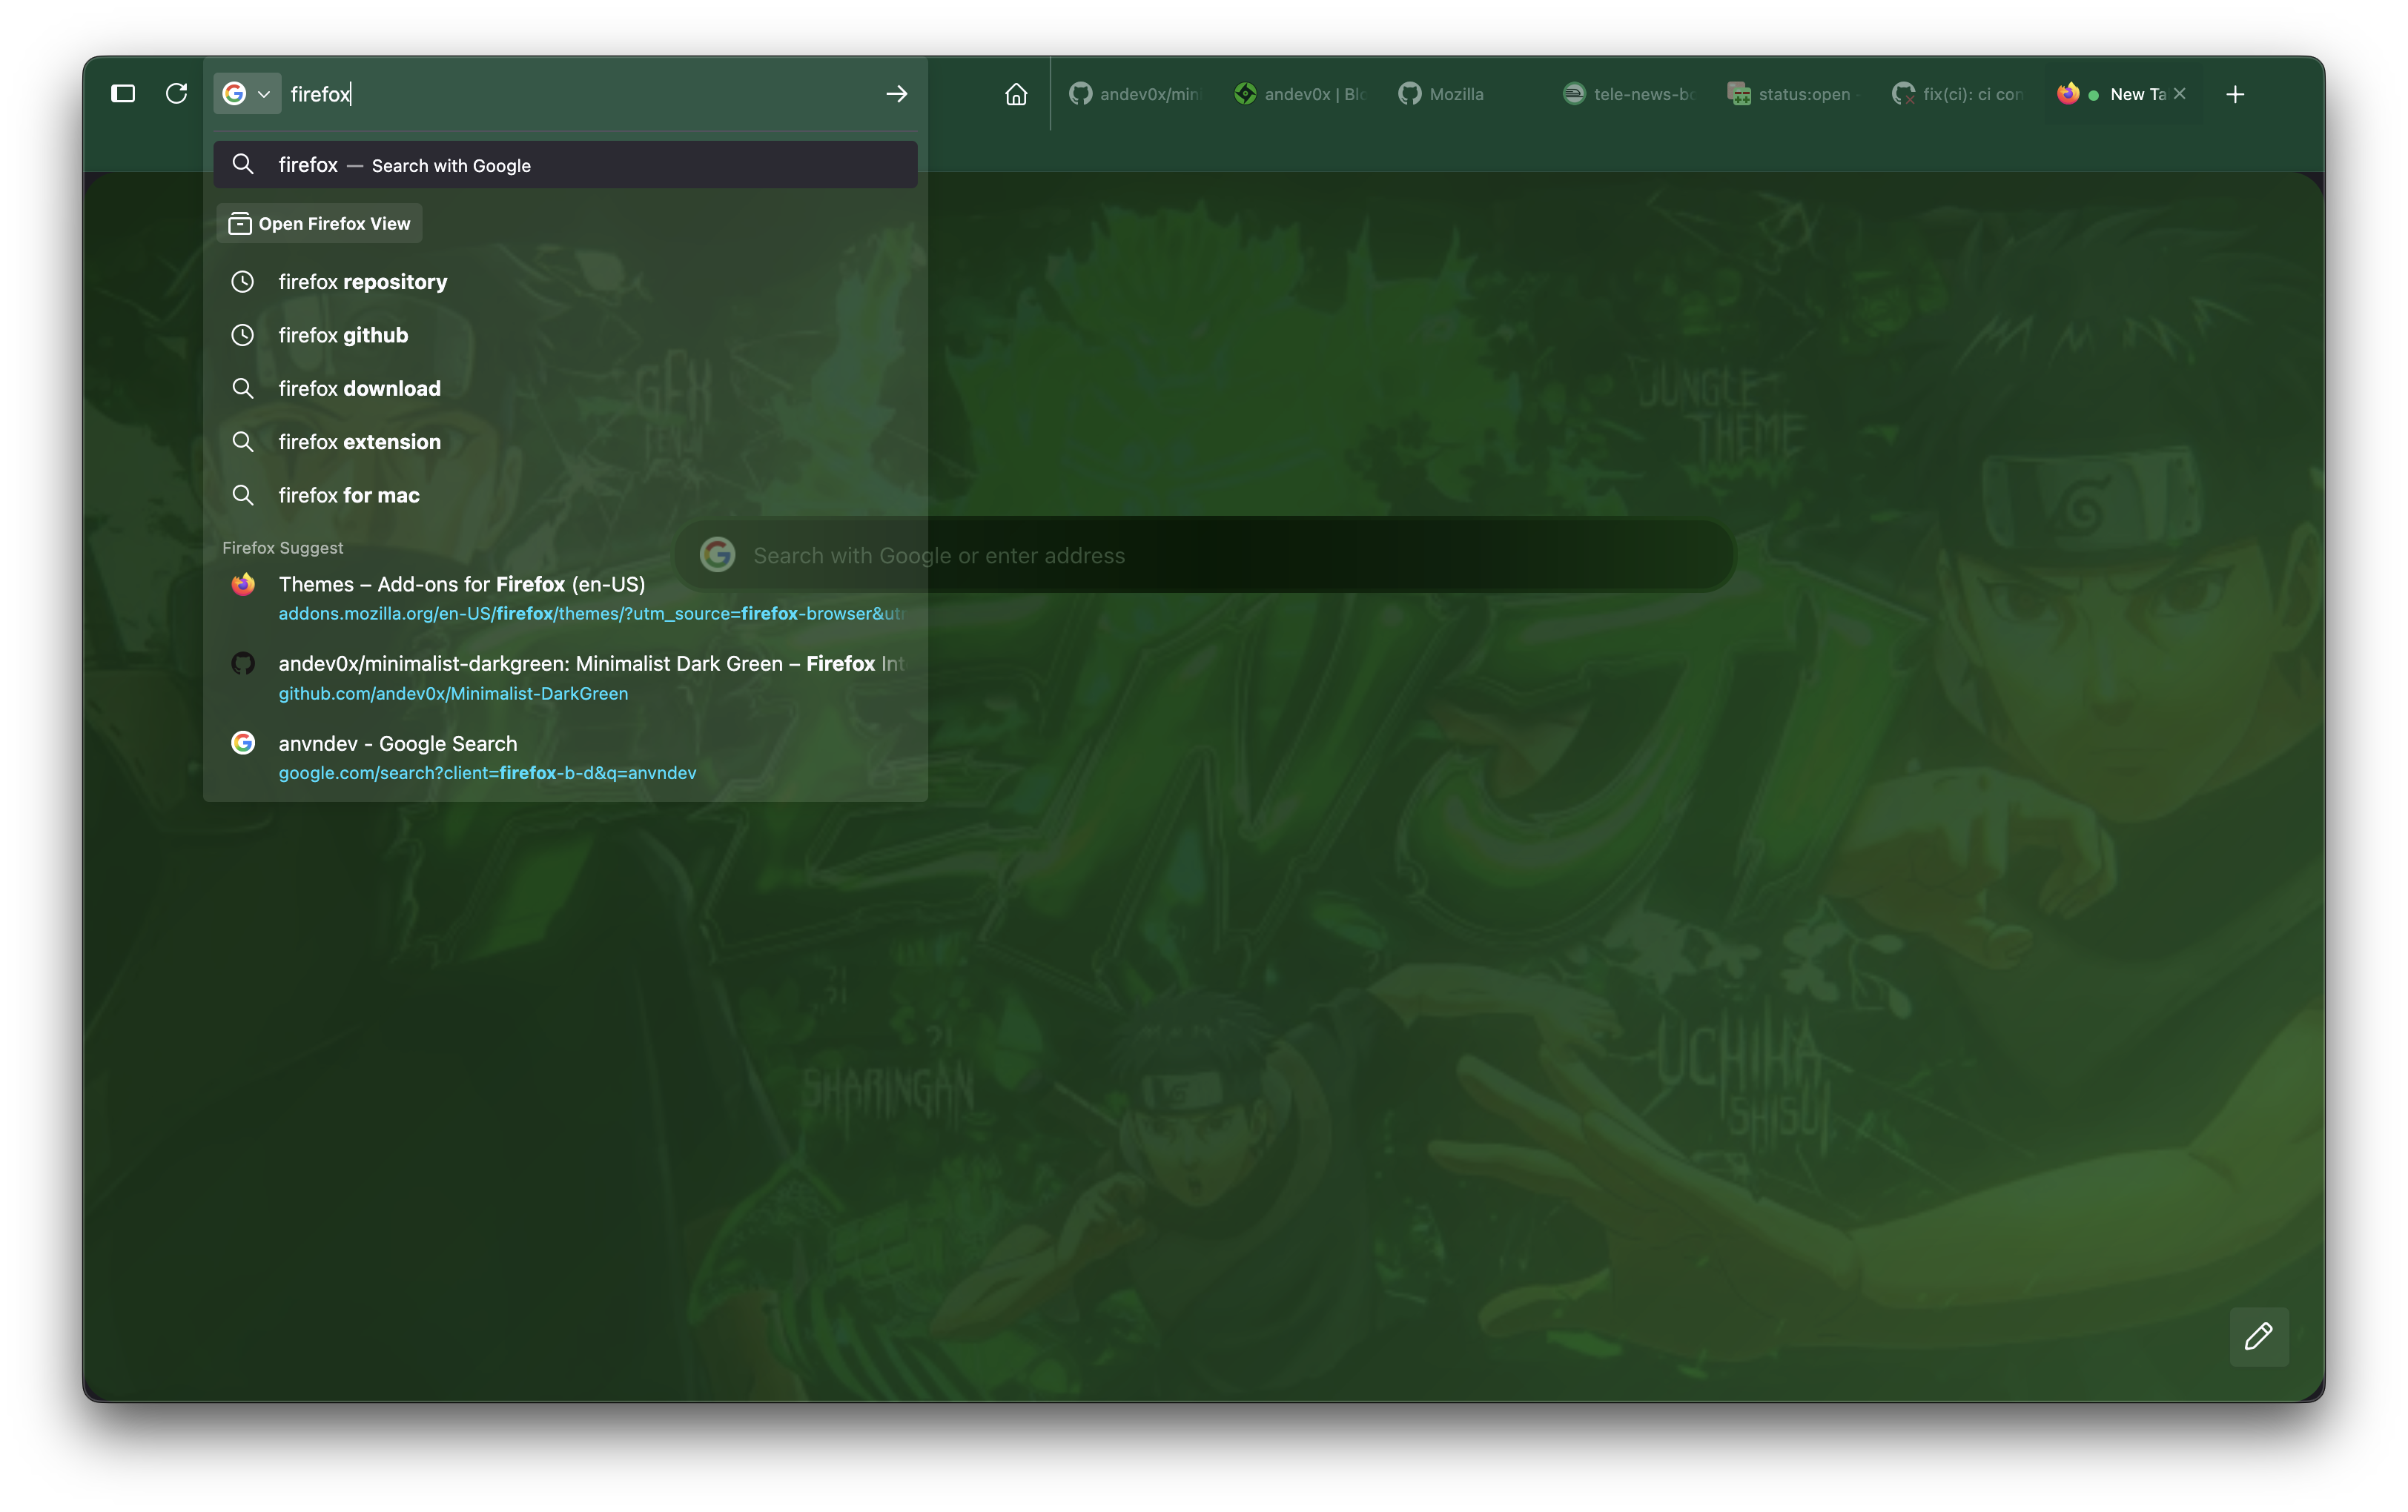 firefox
andev0x/min
andev0x | Blo
Mozilla
tele-news-bo
status:open -
fix(ci): ci con
New Ta
firefox — Search with Google
Open Firefox View
firefox repository
firefox github
firefox download
firefox extension
firefox for mac
Firefox Suggest
Themes – Add-ons for Firefox (en-US)
addons.mozilla.org/en-US/firefox/themes/?utm_source=firefox-browser&ut
andev0x/minimalist-darkgreen: Minimalist Dark Green – Firefox Int
github.com/andev0x/Minimalist-DarkGreen
anvndev - Google Search
google.com/search?client=firefox-b-d&q=anvndev
Search with Google or enter address
GFX
JUNGLE
THEME
SHARINGAN
UCHIHA
SHISUI